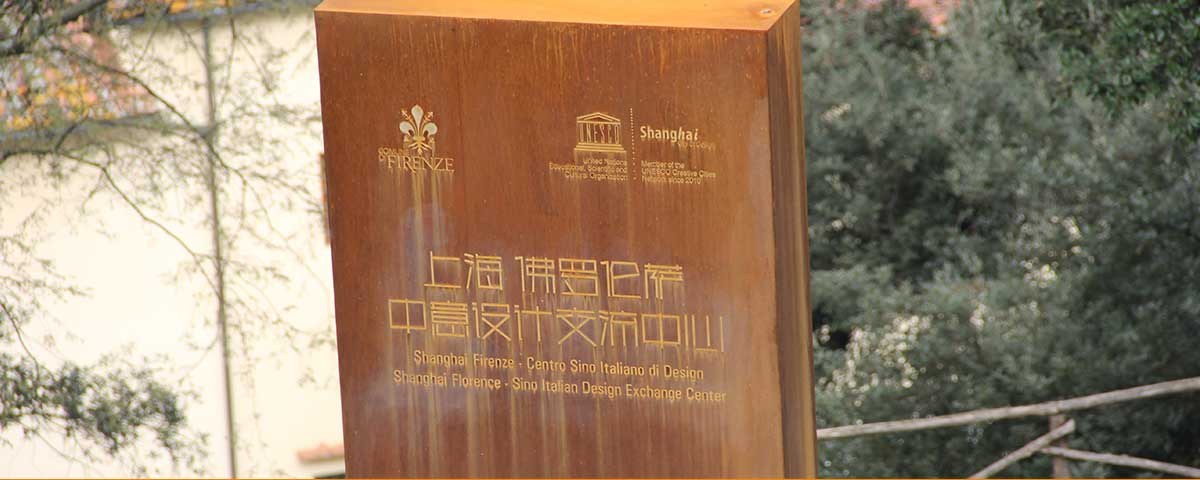 COMUNE
DI FIRENZE
UNESCO
United Nations
Educational, Scientific and
Cultural Organization
Shanghai
Member of the
UNESCO Creative Cities
Network since 2010
上海 佛罗伦萨
中意设计交流中心
Shanghai Firenze - Centro Sino Italiano di Design
Shanghai Florence - Sino Italian Design Exchange Center